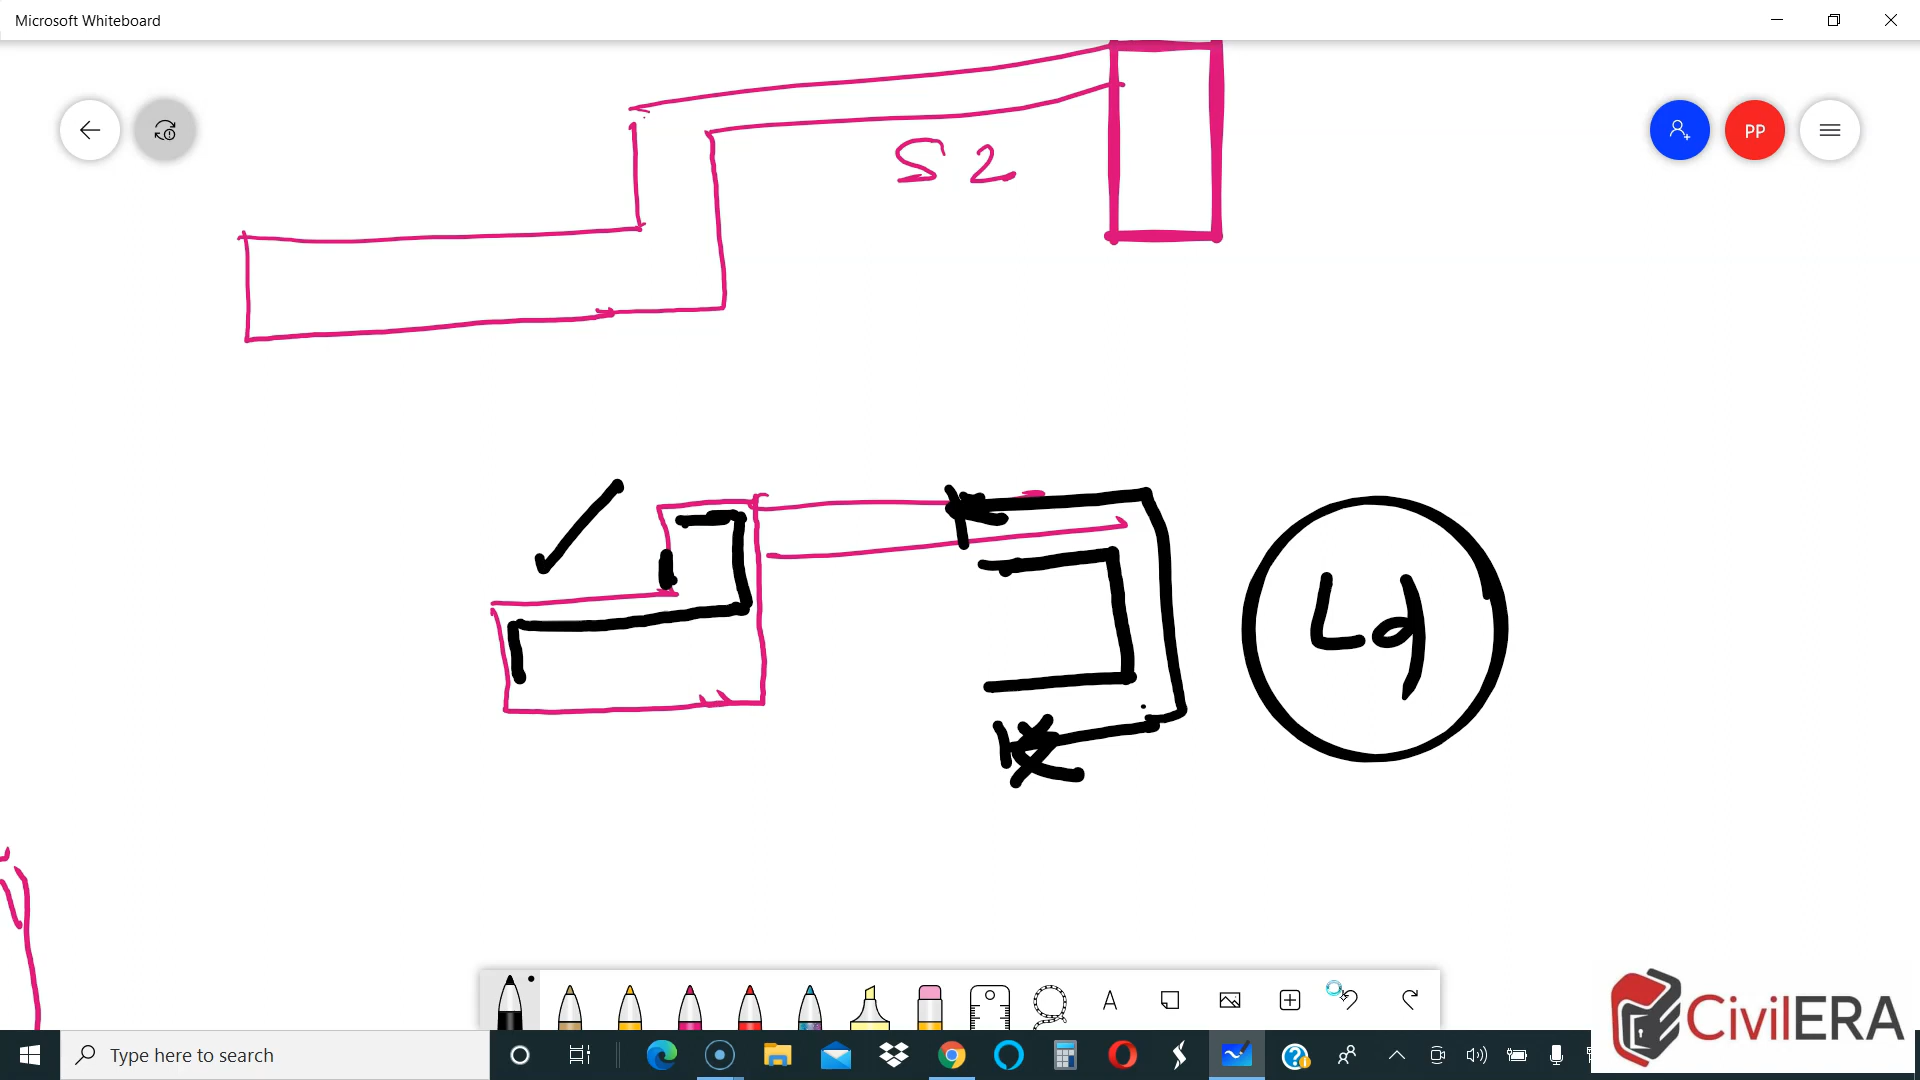 Microsoft Whiteboard
PP
S2
Ld
A
Type here to search
CivilERA